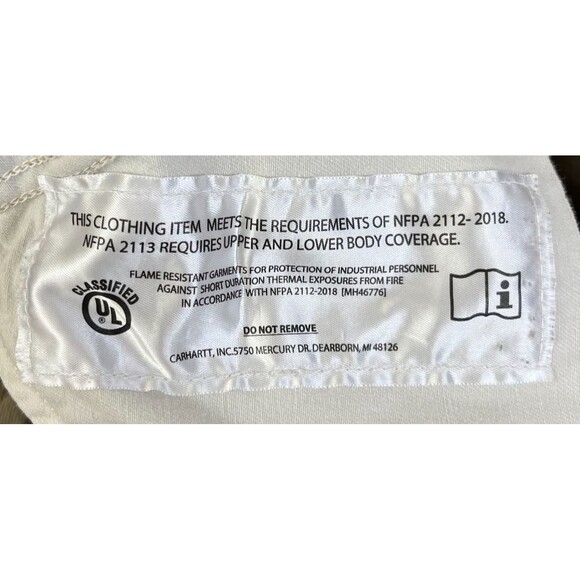 THIS CLOTHING ITEM MEETS THE REQUIREMENTS OF NFPA 2112-2018.
NFPA 2113 REQUIRES UPPER AND LOWER BODY COVERAGE.
CLASSIFIED
UL
FLAME RESISTANT GARMENTS FOR PROTECTION OF INDUSTRIAL PERSONNEL
AGAINST SHORT DURATION THERMAL EXPOSURES FROM FIRE
IN ACCORDANCE WITH NFPA 2112-2018 [MH46776]
i
DO NOT REMOVE
CARHARTT, INC.5750 MERCURY DR. DEARBORN, MI 48126